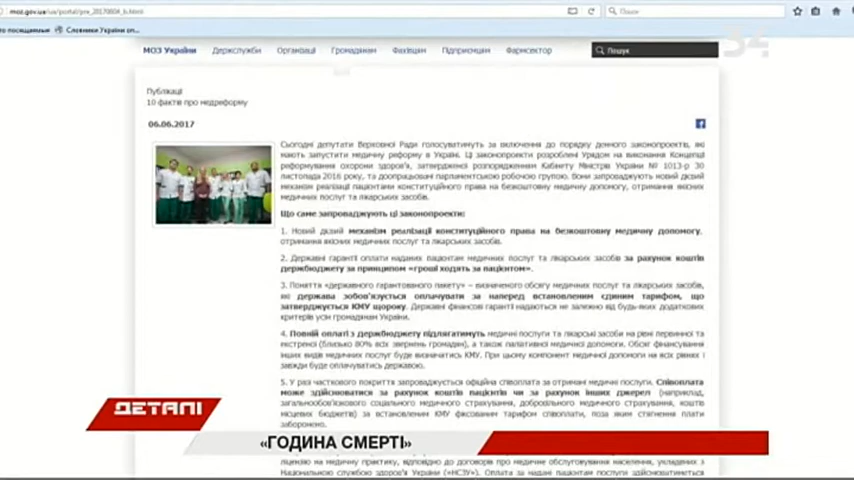 moz.gov.ua/ua/portal/pre_20170606_b.html
Пошук
Словники України on...
34
МОЗ України Держслужби Організації Громадянам Фахівцям Підприємцям Фармсектор
Пошук
Публікації
10 фактів про медреформу
06.06.2017
Сьогодні депутати Верховної Ради голосуватимуть за включення до порядку денного законопроектів, які
мають запустити медичну реформу в Україні. Ці законопроекти розроблені Урядом на виконання Концепції
реформування охорони здоров'я, затвердженої розпорядженням Кабінету Міністрів України № 1013-р 30
листопада 2016 року, та доопрацьовані парламентською робочою групою. Вони запроваджують новий дієвий
механізм реалізації пацієнтами конституційного права на безкоштовну медичну допомогу, отримання якісних
медичних послуг та лікарських засобів.
Що саме запроваджують ці законопроекти:
1. Новий дієвий механізм реалізації конституційного права на безкоштовну медичну допомогу,
отримання якісних медичних послуг та лікарських засобів.
2. Державні гарантії оплати наданих пацієнтам медичних послуг та лікарських засобів за рахунок коштів
держбюджету за принципом «гроші ходять за пацієнтом».
3. Поняття «державного гарантованого пакету» – визначеного обсягу медичних послуг та лікарських засобів,
які держава зобов'язується оплачувати за наперед встановленим єдиним тарифом, що
затверджується КМУ щороку. Державні фінансові гарантії надаються не залежно від будь-яких додаткових
критеріїв усім громадянам України.
4. Повній оплаті з держбюджету підлягатимуть медичні послуги та лікарські засоби на рівні первинної та
екстреної (близько 80% всіх звернень громадян), а також паліативної медичної допомоги. Обсяг фінансування
інших видів медичних послуг буде визначатись КМУ. При цьому компонент медичної допомоги на всіх рівнях і
завжди буде оплачуватись державою.
5. У разі часткового покриття запроваджується офіційна співоплата за отримані медичні послуги. Співоплата
може здійснюватися за рахунок коштів пацієнтів чи за рахунок інших джерел (наприклад,
загальнообов'язкового соціального медичного страхування, добровільного медичного страхування, коштів
місцевих бюджетів) за встановленим КМУ фіксованим тарифом співоплати, поза яким стягнення плати
заборонено.
ДЕТАЛІ
«ГОДИНА СМЕРТІ»
ліцензію на медичну практику, відповідно до договорів про медичне обслуговування населення, укладених з
Національною службою здоров'я України («НСЗУ»). Оплата за надані пацієнтам послуги здійснюватиметься